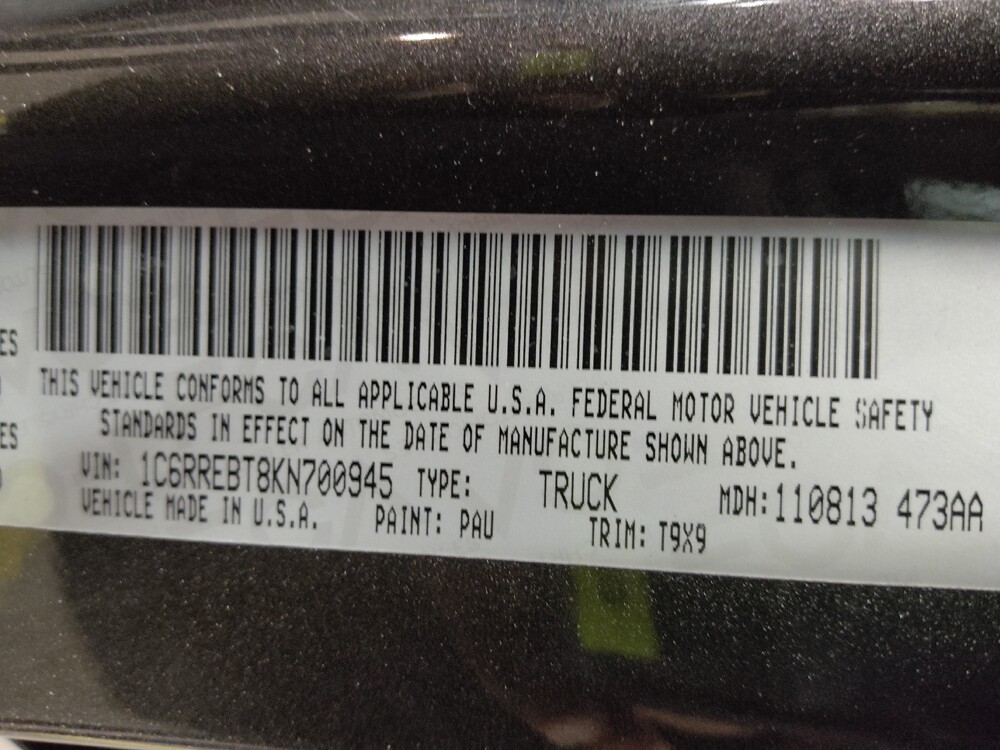 THIS VEHICLE CONFORMS TO ALL APPLICABLE U.S.A. FEDERAL MOTOR VEHICLE SAFETY
STANDARDS IN EFFECT ON THE DATE OF MANUFACTURE SHOWN ABOVE.
VIN: 1C6RREBT8KN700945 TYPE: TRUCK MDH: 110813 473AA
VEHICLE MADE IN U.S.A. PAINT: PAU TRIM: T9X9